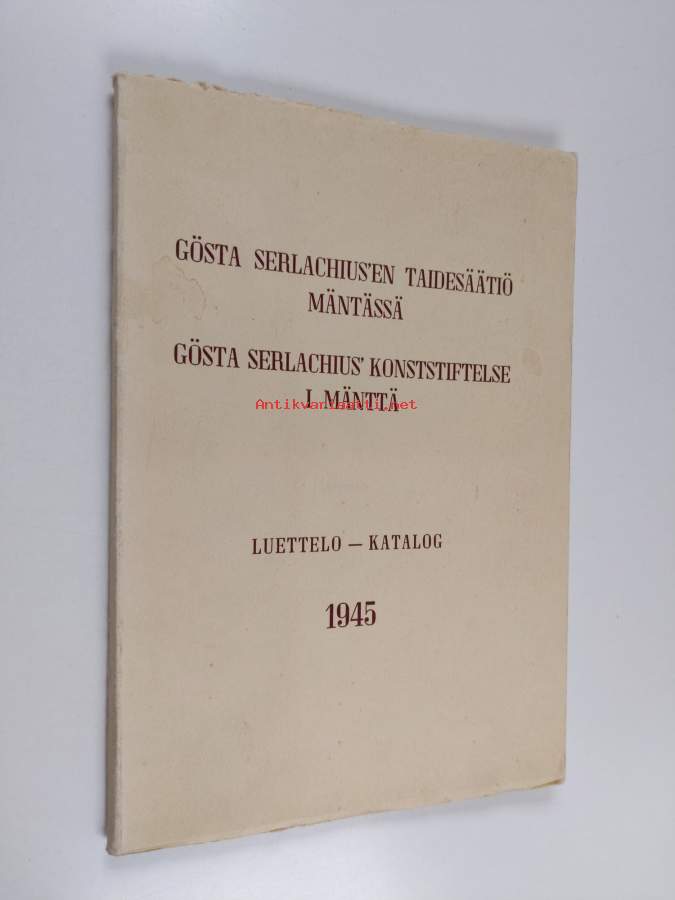 GÖSTA SERLACHIUS'EN TAIDESÄÄTIÖ
MÄNTÄSSÄ
GÖSTA SERLACHIUS' KONSTSTIFTELSE
I MÄNTTÄ
Antikvariaatti.net
LUETTELO — KATALOG
1945